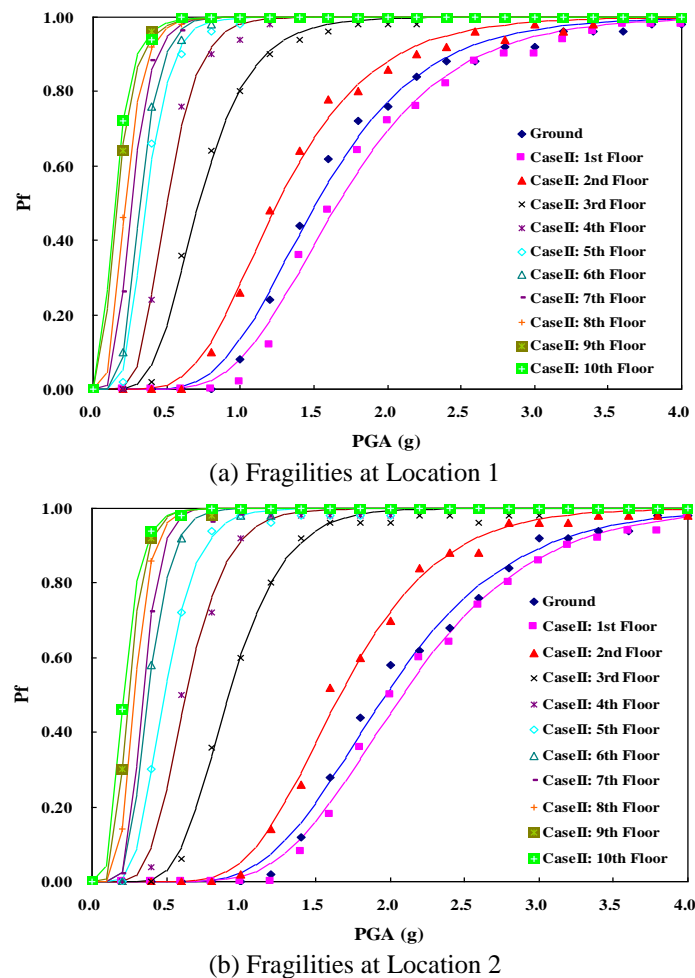 1.00
0.80
0.60
0.40
0.20
0.00
Pf
0.0 0.5 1.0 1.5 2.0 2.5 3.0 3.5 4.0
PGA (g)
Ground
CaseII: 1st Floor
CaseII: 2nd Floor
CaseII: 3rd Floor
CaseII: 4th Floor
CaseII: 5th Floor
CaseII: 6th Floor
CaseII: 7th Floor
CaseII: 8th Floor
CaseII: 9th Floor
CaseII: 10th Floor
(a) Fragilities at Location 1
1.00
0.80
0.60
0.40
0.20
0.00
Pf
0.0 0.5 1.0 1.5 2.0 2.5 3.0 3.5 4.0
PGA (g)
Ground
CaseII: 1st Floor
CaseII: 2nd Floor
CaseII: 3rd Floor
CaseII: 4th Floor
CaseII: 5th Floor
CaseII: 6th Floor
CaseII: 7th Floor
CaseII: 8th Floor
CaseII: 9th Floor
CaseII: 10th Floor
(b) Fragilities at Location 2